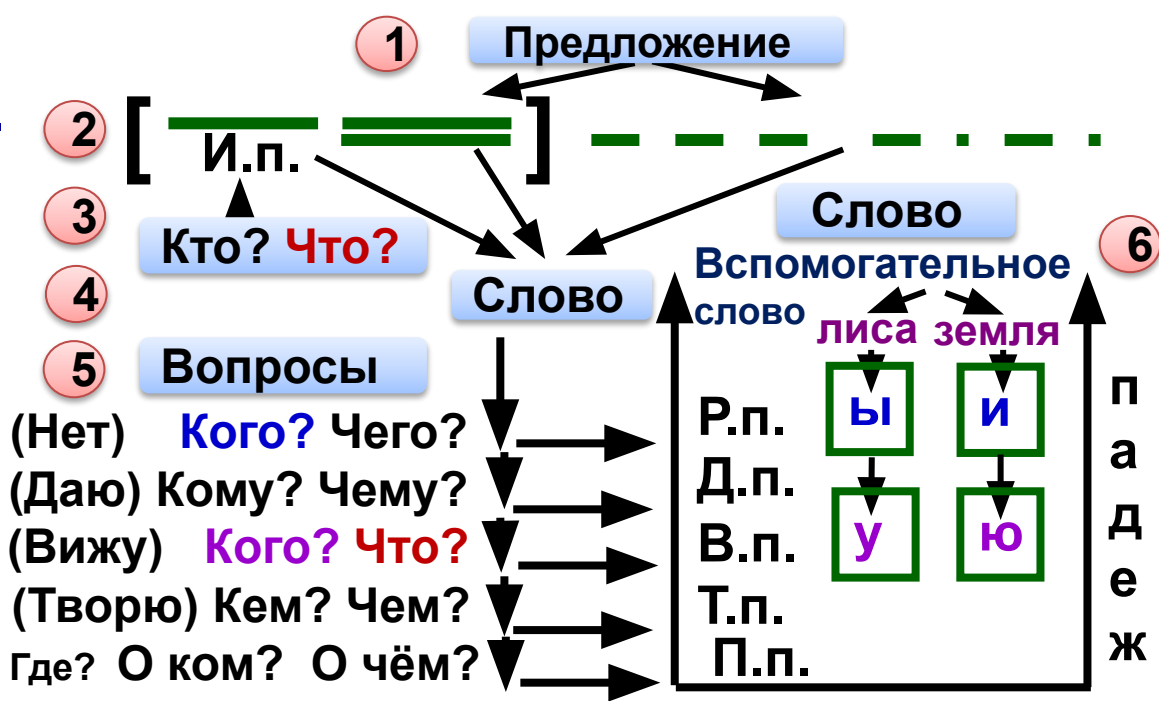 1 Предложение
2
И.п.
3
Кто? Что?
4
Слово
5 Вопросы
(Нет) Кого? Чего?
(Даю) Кому? Чему?
(Вижу) Кого? Что?
(Творю) Кем? Чем?
Где? О ком? О чём?
Слово
6
Вспомогательное
слово
лиса земля
Р.п. ы и
Д.п.
В.п. у ю
Т.п.
П.п.
п
а
д
е
ж